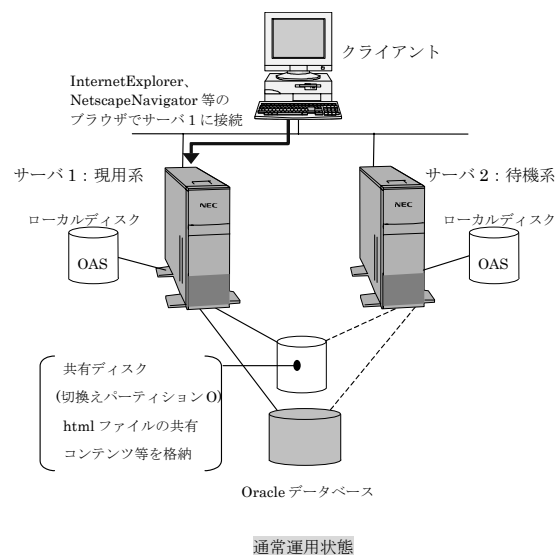 クライアント
InternetExplorer、
NetscapeNavigator 等の
ブラウザでサーバ 1 に接続
サーバ 1：現用系
サーバ 2：待機系
NEC
NEC
ローカルディスク
ローカルディスク
OAS
OAS
共有ディスク
(切換えパーティション O)
html ファイルの共有
コンテンツ等を格納
Oracle データベース
通常運用状態